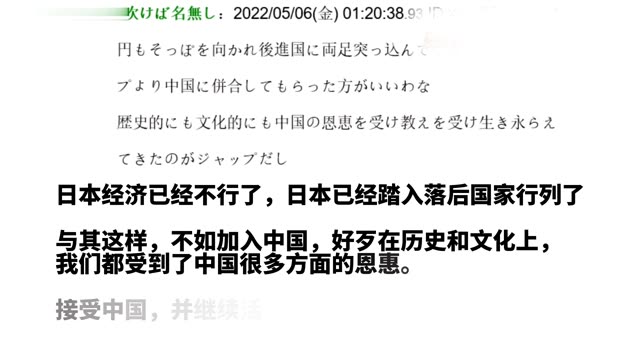 吹けば名無し：2022/05/06(金) 01:20:38.93 ID
円もそっぽを向かれ後進国に両足突っ込んで
プより中国に併合してもらった方がいいわな
歴史的にも文化的にも中国の恩恵を受け教えを受け生き永らえ
てきたのがジャップだし
日本经济已经不行了，日本已经踏入落后国家行列了
与其这样，不如加入中国，好歹在历史和文化上，
我们都受到了中国很多方面的恩惠。
接受中国，并继续活